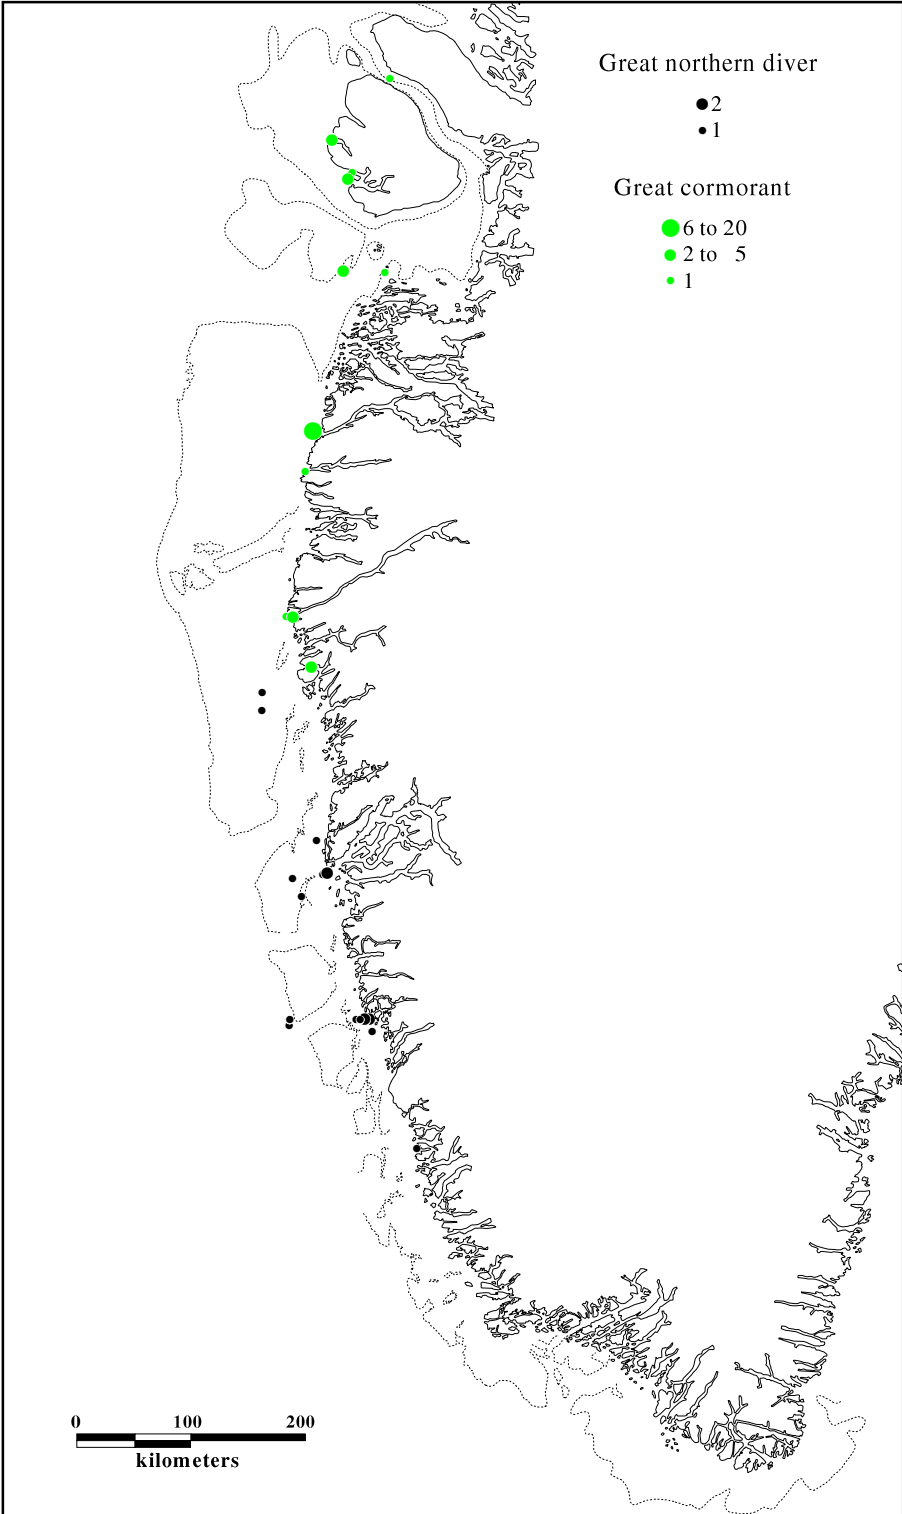 Great northern diver
2
1
Great cormorant
6 to 20
2 to 5
1
0 100 200
kilometers